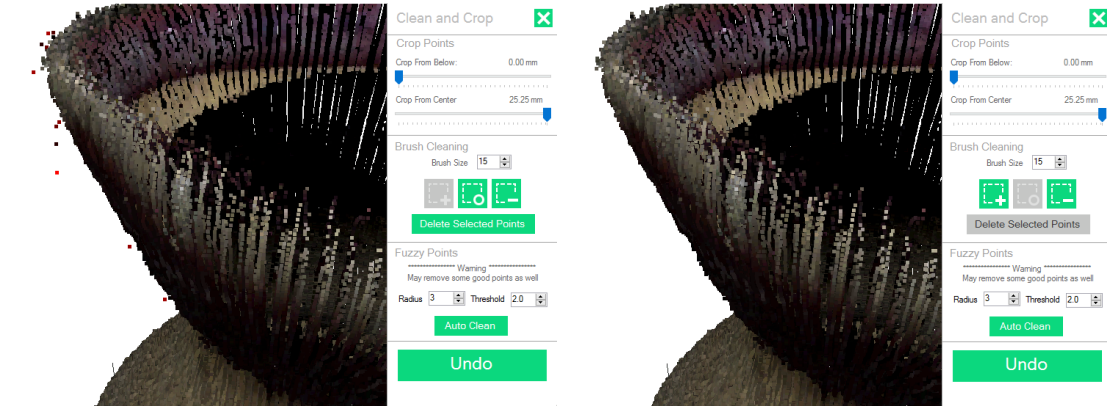 Clean and Crop
Crop Points
Crop From Below: 0.00 mm
Crop From Center 25.25 mm
Brush Cleaning
Brush Size 15
Delete Selected Points
Fuzzy Points
**************** Warning ****************
May remove some good points as well
Radius 3 Threshold 2.0
Auto Clean
Undo
Clean and Crop
Crop Points
Crop From Below: 0.00 mm
Crop From Center 25.25 mm
Brush Cleaning
Brush Size 15
Delete Selected Points
Fuzzy Points
**************** Warning ****************
May remove some good points as well
Radius 3 Threshold 2.0
Auto Clean
Undo